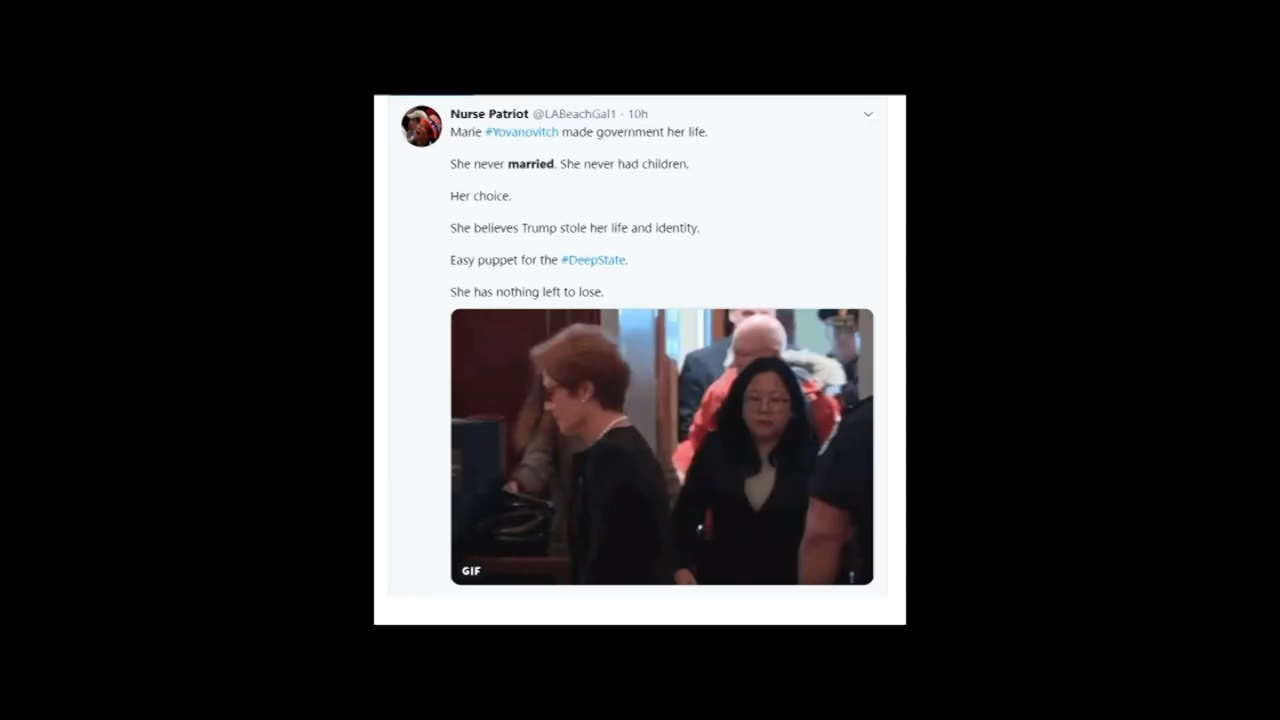 Nurse Patriot @LABeachGal1 · 10h
Marie #Yovanovitch made government her life.
She never married. She never had children.
Her choice.
She believes Trump stole her life and identity.
Easy puppet for the #DeepState.
She has nothing left to lose.
GIF